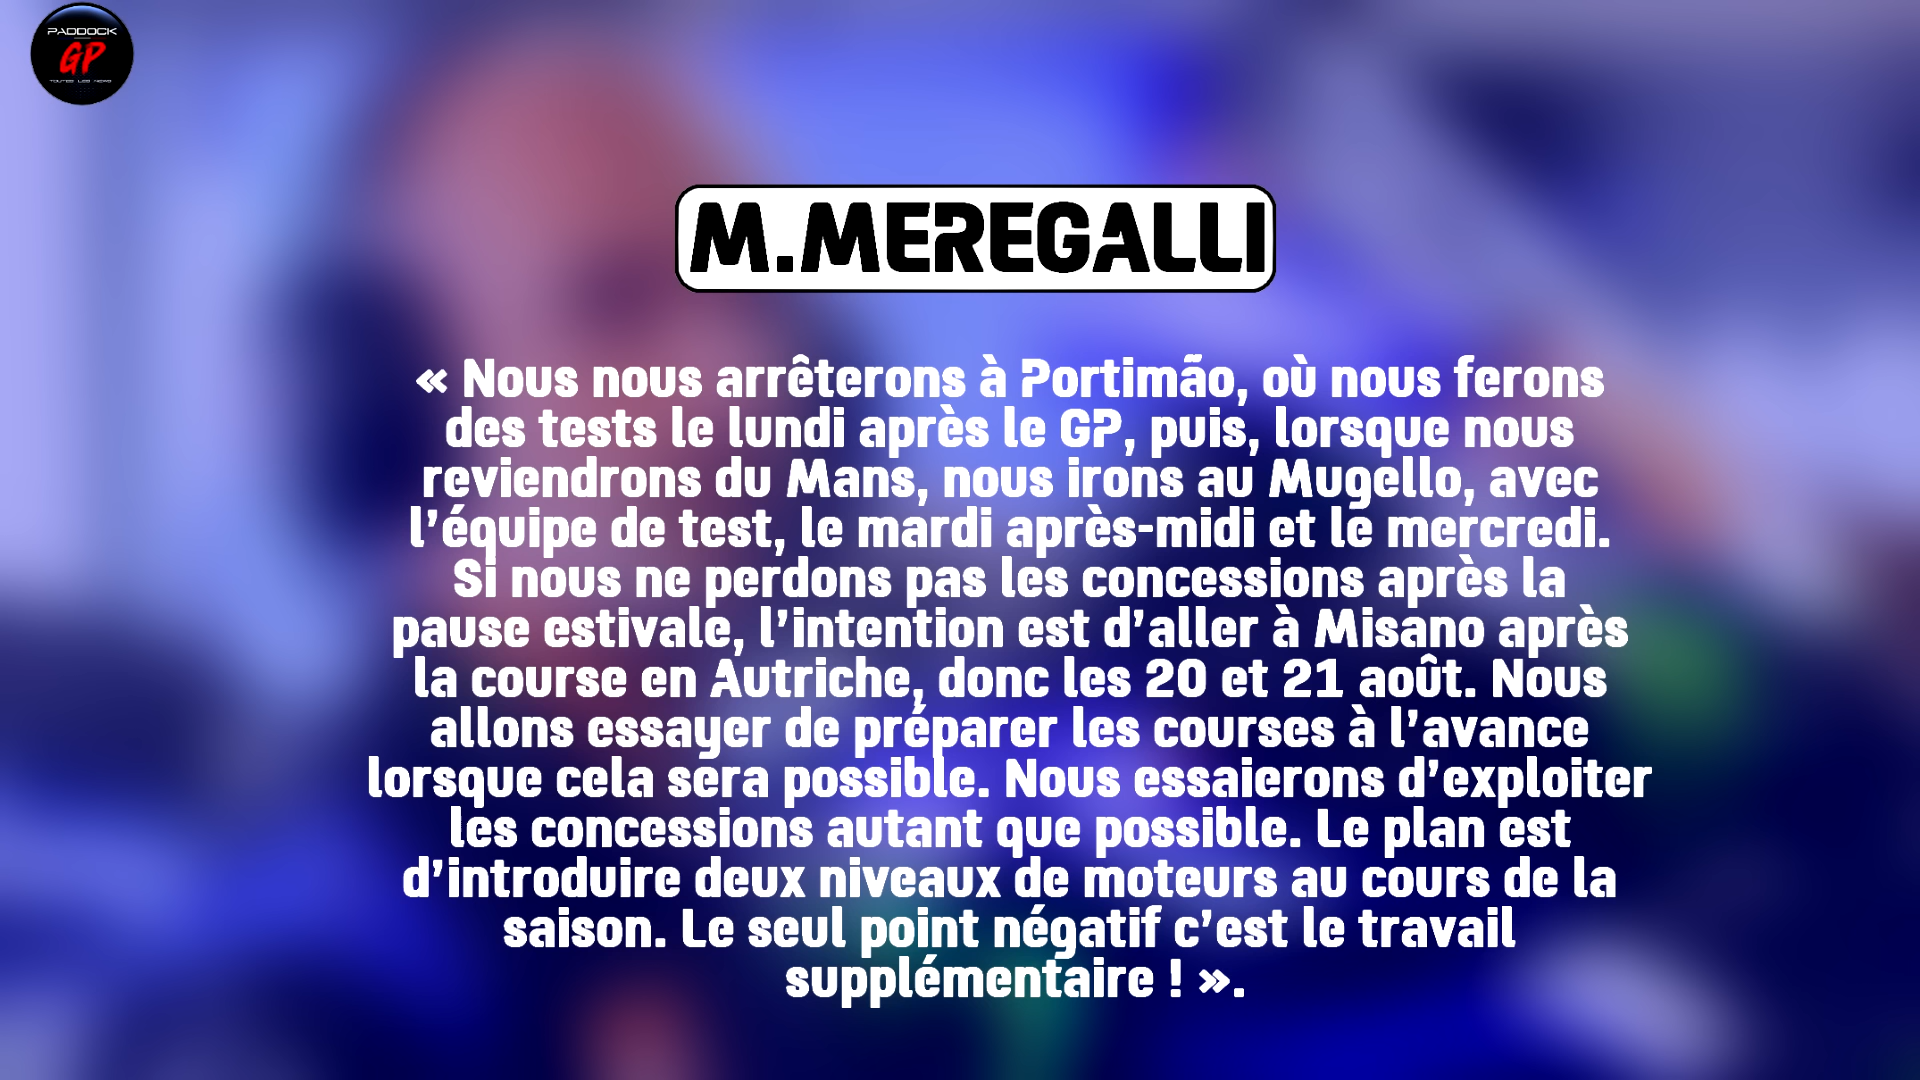 PADDOCK
GP
TOUTES LES NEWS
M.MEREGALLI
« Nous nous arrêterons à Portimão, où nous ferons
des tests le lundi après le GP, puis, lorsque nous
reviendrons du Mans, nous irons au Mugello, avec
l’équipe de test, le mardi après-midi et le mercredi.
Si nous ne perdons pas les concessions après la
pause estivale, l’intention est d’aller à Misano après
la course en Autriche, donc les 20 et 21 août. Nous
allons essayer de préparer les courses à l’avance
lorsque cela sera possible. Nous essaierons d’exploiter
les concessions autant que possible. Le plan est
d’introduire deux niveaux de moteurs au cours de la
saison. Le seul point négatif c’est le travail
supplémentaire ! ».